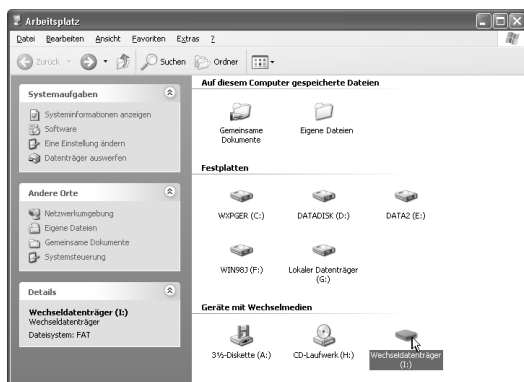 Arbeitsplatz
Datei Bearbeiten Ansicht Favoriten Extras ?
Zurück Suchen Ordner
Systemaufgaben
Systeminformationen anzeigen
Software
Eine Einstellung ändern
Datenträger auswerfen
Andere Orte
Netzwerkumgebung
Eigene Dateien
Gemeinsame Dokumente
Systemsteuerung
Details
Wechseldatenträger (I:)
Wechseldatenträger
Dateisystem: FAT
Auf diesem Computer gespeicherte Dateien
Gemeinsame
Dokumente
Eigene Dateien
Festplatten
WXPGER (C:)
DATADISK (D:)
DATA2 (E:)
WIN98J (F:)
Lokaler Datenträger
(G:)
Geräte mit Wechselmedien
3½-Diskette (A:)
CD-Laufwerk (H:)
Wechseldatenträger
(I:)